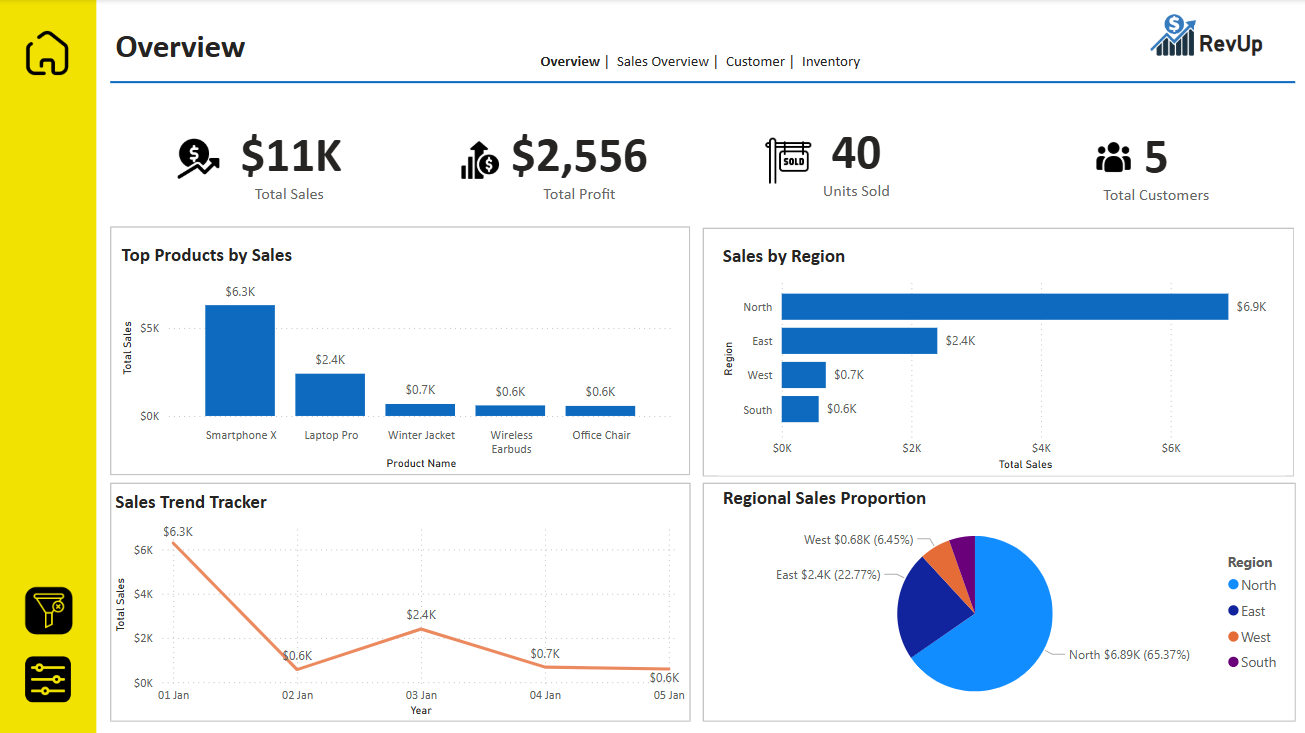 Overview
Overview | Sales Overview | Customer | Inventory
RevUp
$11K
Total Sales
$2,556
Total Profit
SOLD
40
Units Sold
5
Total Customers
Top Products by Sales
Total Sales
$5K
$0K
$6.3K
$2.4K
$0.7K
$0.6K
$0.6K
Smartphone X
Laptop Pro
Winter Jacket
Wireless
Earbuds
Office Chair
Product Name
Sales by Region
Region
North
$6.9K
East
$2.4K
West
$0.7K
South
$0.6K
$0K
$2K
$4K
$6K
Total Sales
Sales Trend Tracker
Total Sales
$6K
$4K
$2K
$0K
$6.3K
$0.6K
$2.4K
$0.7K
$0.6K
01 Jan
02 Jan
03 Jan
04 Jan
05 Jan
Year
Regional Sales Proportion
West $0.68K (6.45%)
East $2.4K (22.77%)
North $6.89K (65.37%)
Region
North
East
West
South